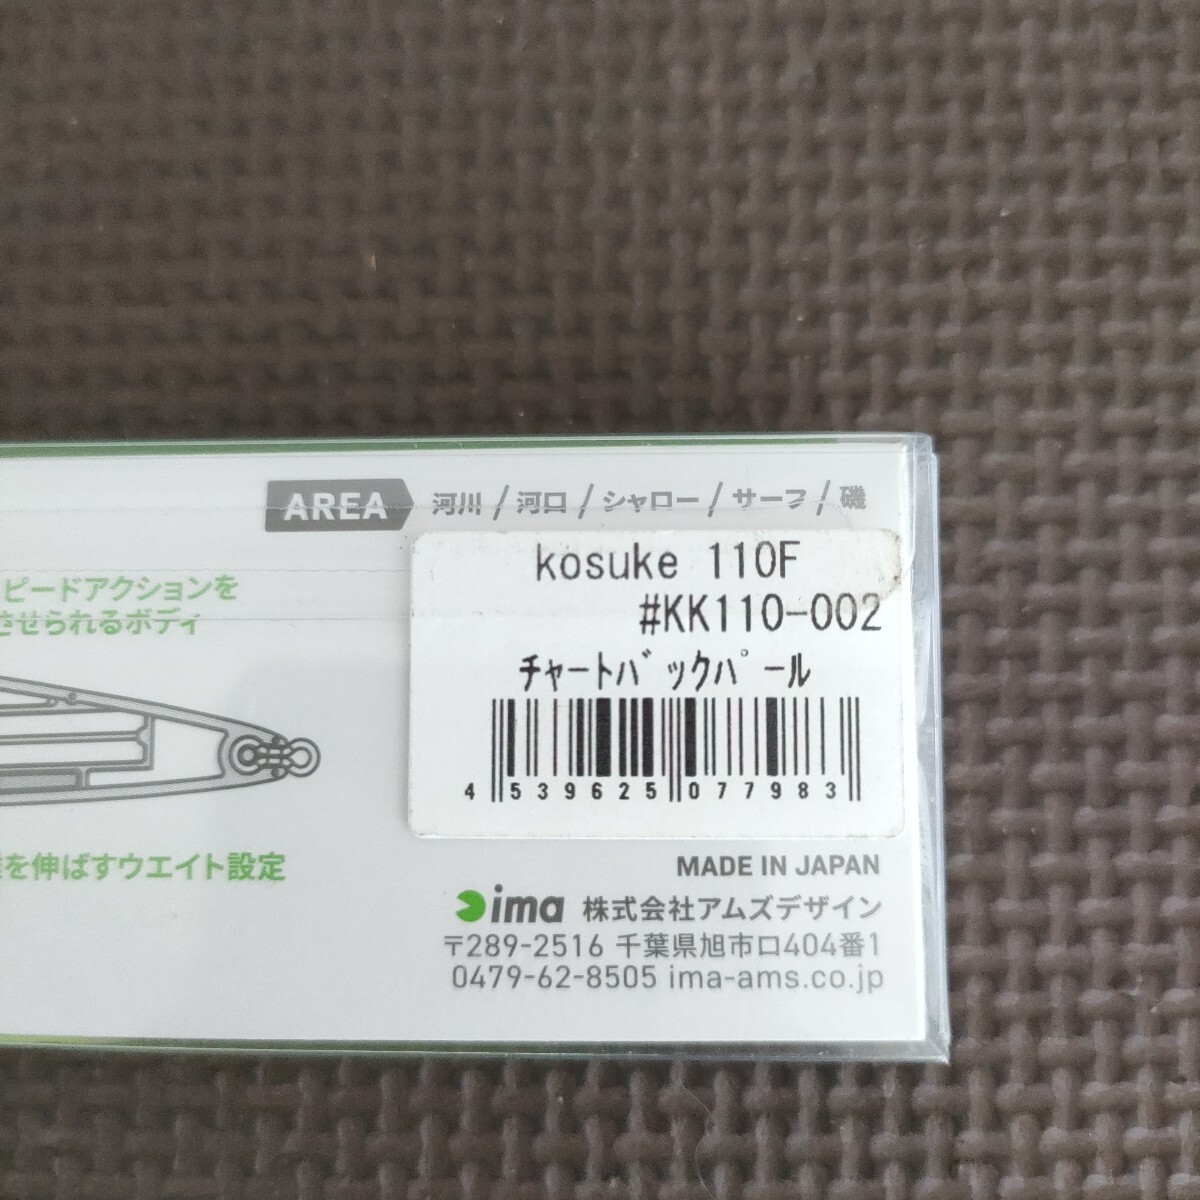 AREA 河川 / 河口 / シャロー / サーフ / 磯
kosuke 110F
#KK110-002
チャートバックパール
4 539625 077983
ピードアクションを
させられるボディ
を伸ばすウエイト設定
MADE IN JAPAN
ima 株式会社アムズデザイン
〒289-2516 千葉県旭市ロ404番1
0479-62-8505 ima-ams.co.jp